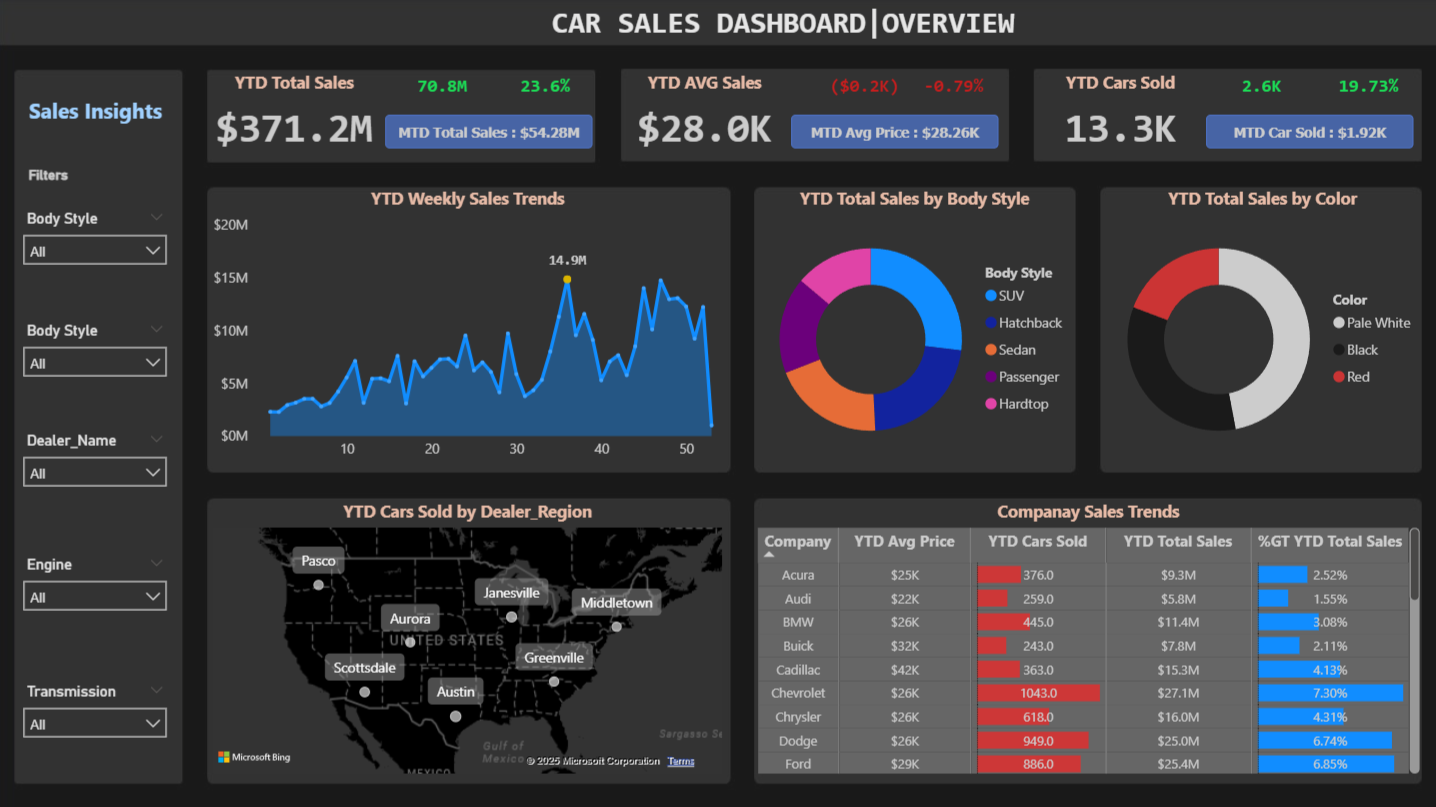 CAR SALES DASHBOARD|OVERVIEW
Sales Insights
Filters
Body Style
All
Body Style
All
Dealer_Name
All
Engine
All
Transmission
All
YTD Total Sales 70.8M 23.6%
$371.2M MTD Total Sales : $54.28M
YTD AVG Sales ($0.2K) -0.79%
$28.0K MTD Avg Price : $28.26K
YTD Cars Sold 2.6K 19.73%
13.3K MTD Car Sold : $1.92K
YTD Weekly Sales Trends
$20M
$15M
$10M
$5M
$0M
14.9M
10 20 30 40 50
YTD Total Sales by Body Style
Body Style
SUV
Hatchback
Sedan
Passenger
Hardtop
YTD Total Sales by Color
Color
Pale White
Black
Red
YTD Cars Sold by Dealer_Region
Pasco
Janesville
Middletown
Aurora
UNITED STATES
Greenville
Scottsdale
Austin
Sargasso Se
Gulf of
Mexico
MEXICO
Microsoft Bing
© 2025 Microsoft Corporation Terms
Companay Sales Trends
Company YTD Avg Price YTD Cars Sold YTD Total Sales %GT YTD Total Sales
Acura $25K 376.0 $9.3M 2.52%
Audi $22K 259.0 $5.8M 1.55%
BMW $26K 445.0 $11.4M 3.08%
Buick $32K 243.0 $7.8M 2.11%
Cadillac $42K 363.0 $15.3M 4.13%
Chevrolet $26K 1043.0 $27.1M 7.30%
Chrysler $26K 618.0 $16.0M 4.31%
Dodge $26K 949.0 $25.0M 6.74%
Ford $29K 886.0 $25.4M 6.85%